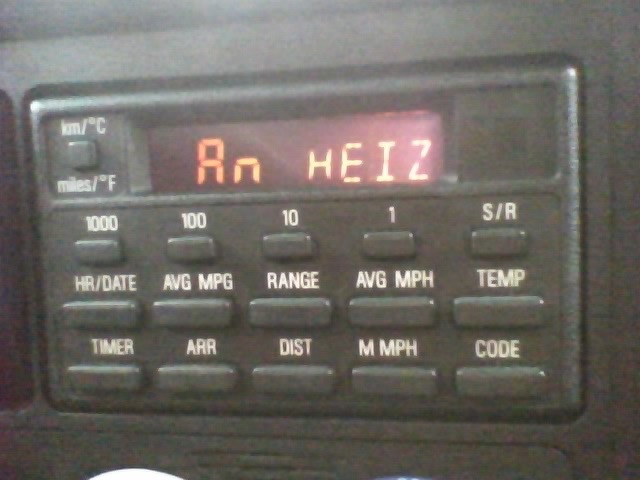 km/°C
An HEIZ
miles/°F
1000 100 10 1 S/R
HR/DATE AVG MPG RANGE AVG MPH TEMP
TIMER ARR DIST M MPH CODE